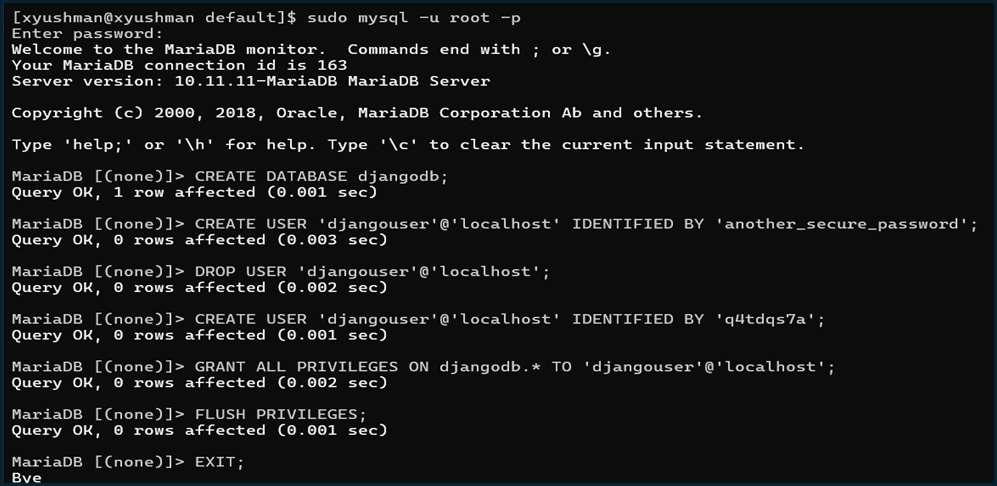 [xyushman@xyushman default]$ sudo mysql -u root -p
Enter password:
Welcome to the MariaDB monitor.  Commands end with ; or \g.
Your MariaDB connection id is 163
Server version: 10.11.11-MariaDB MariaDB Server
Copyright (c) 2000, 2018, Oracle, MariaDB Corporation Ab and others.
Type 'help;' or '\h' for help. Type '\c' to clear the current input statement.
MariaDB [(none)]> CREATE DATABASE djangodb;
Query OK, 1 row affected (0.001 sec)
MariaDB [(none)]> CREATE USER 'djangouser'@'localhost' IDENTIFIED BY 'another_secure_password';
Query OK, 0 rows affected (0.003 sec)
MariaDB [(none)]> DROP USER 'djangouser'@'localhost';
Query OK, 0 rows affected (0.002 sec)
MariaDB [(none)]> CREATE USER 'djangouser'@'localhost' IDENTIFIED BY 'q4tdqs7a';
Query OK, 0 rows affected (0.001 sec)
MariaDB [(none)]> GRANT ALL PRIVILEGES ON djangodb.* TO 'djangouser'@'localhost';
Query OK, 0 rows affected (0.002 sec)
MariaDB [(none)]> FLUSH PRIVILEGES;
Query OK, 0 rows affected (0.001 sec)
MariaDB [(none)]> EXIT;
Bye